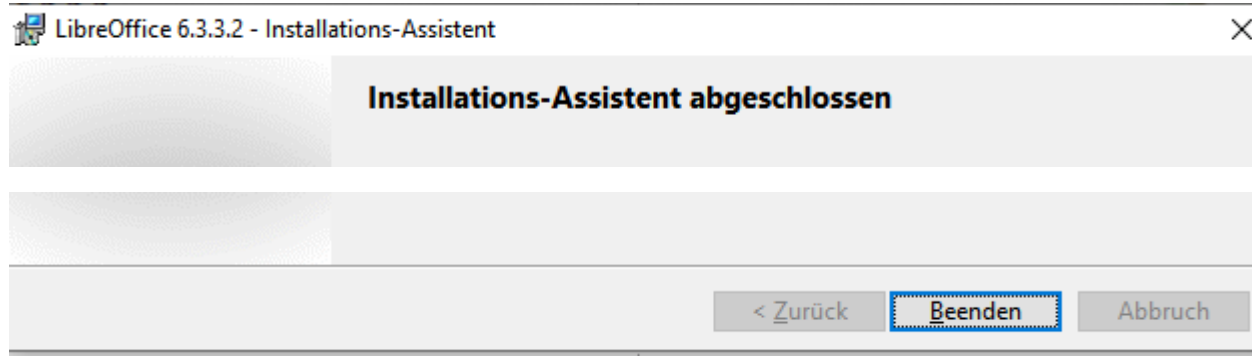 LibreOffice 6.3.3.2 - Installations-Assistent
Installations-Assistent abgeschlossen
< Zurück Beenden Abbruch